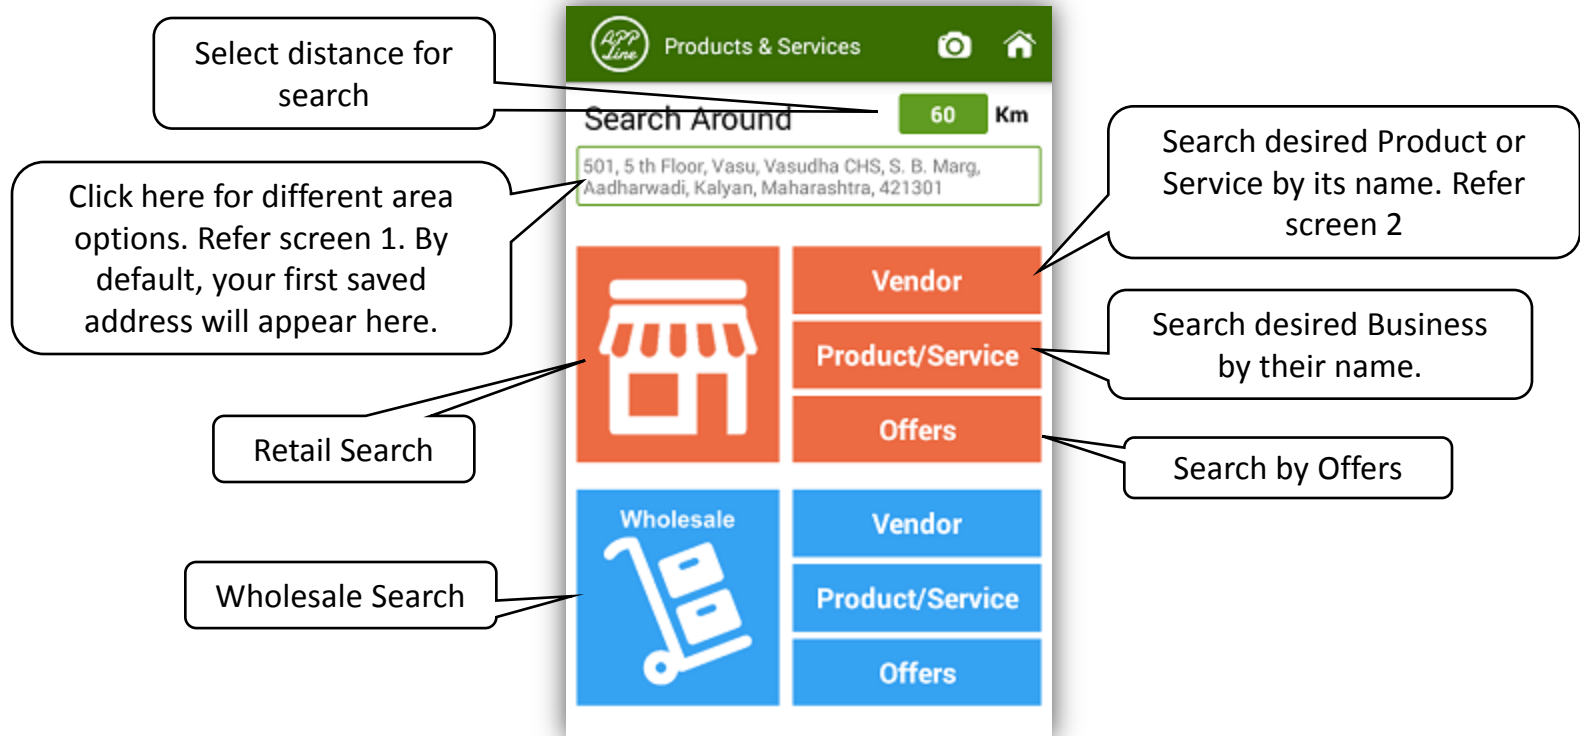 Select distance for
search
Click here for different area
options. Refer screen 1. By
default, your first saved
address will appear here.
Retail Search
Wholesale Search
APP
Line
Products & Services
Search Around
60
Km
501, 5 th Floor, Vasu, Vasudha CHS, S. B. Marg,
Aadharwadi, Kalyan, Maharashtra, 421301
Vendor
Product/Service
Offers
Wholesale
Vendor
Product/Service
Offers
Search desired Product or
Service by its name. Refer
screen 2
Search desired Business
by their name.
Search by Offers